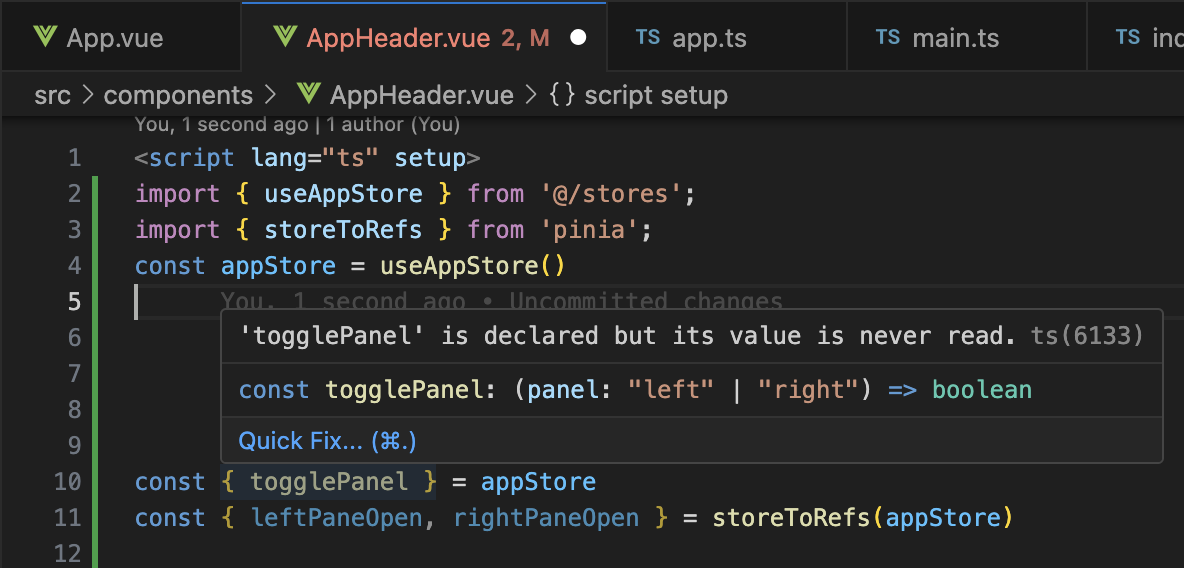 App.vue
AppHeader.vue 2, M
TS app.ts
TS main.ts
TS
src > components > AppHeader.vue > {} script setup
You, 1 second ago | 1 author (You)
1 <script lang="ts" setup>
2 import { useAppStore } from '@/stores';
3 import { storeToRefs } from 'pinia';
4 const appStore = useAppStore()
5 You, 1 second ago • Uncommitted changes
6 'togglePanel' is declared but its value is never read. ts(6133)
7
const togglePanel: (panel: "left" | "right") => boolean
8
9 Quick Fix... (⌘.)
10 const { togglePanel } = appStore
11 const { leftPaneOpen, rightPaneOpen } = storeToRefs(appStore)
12